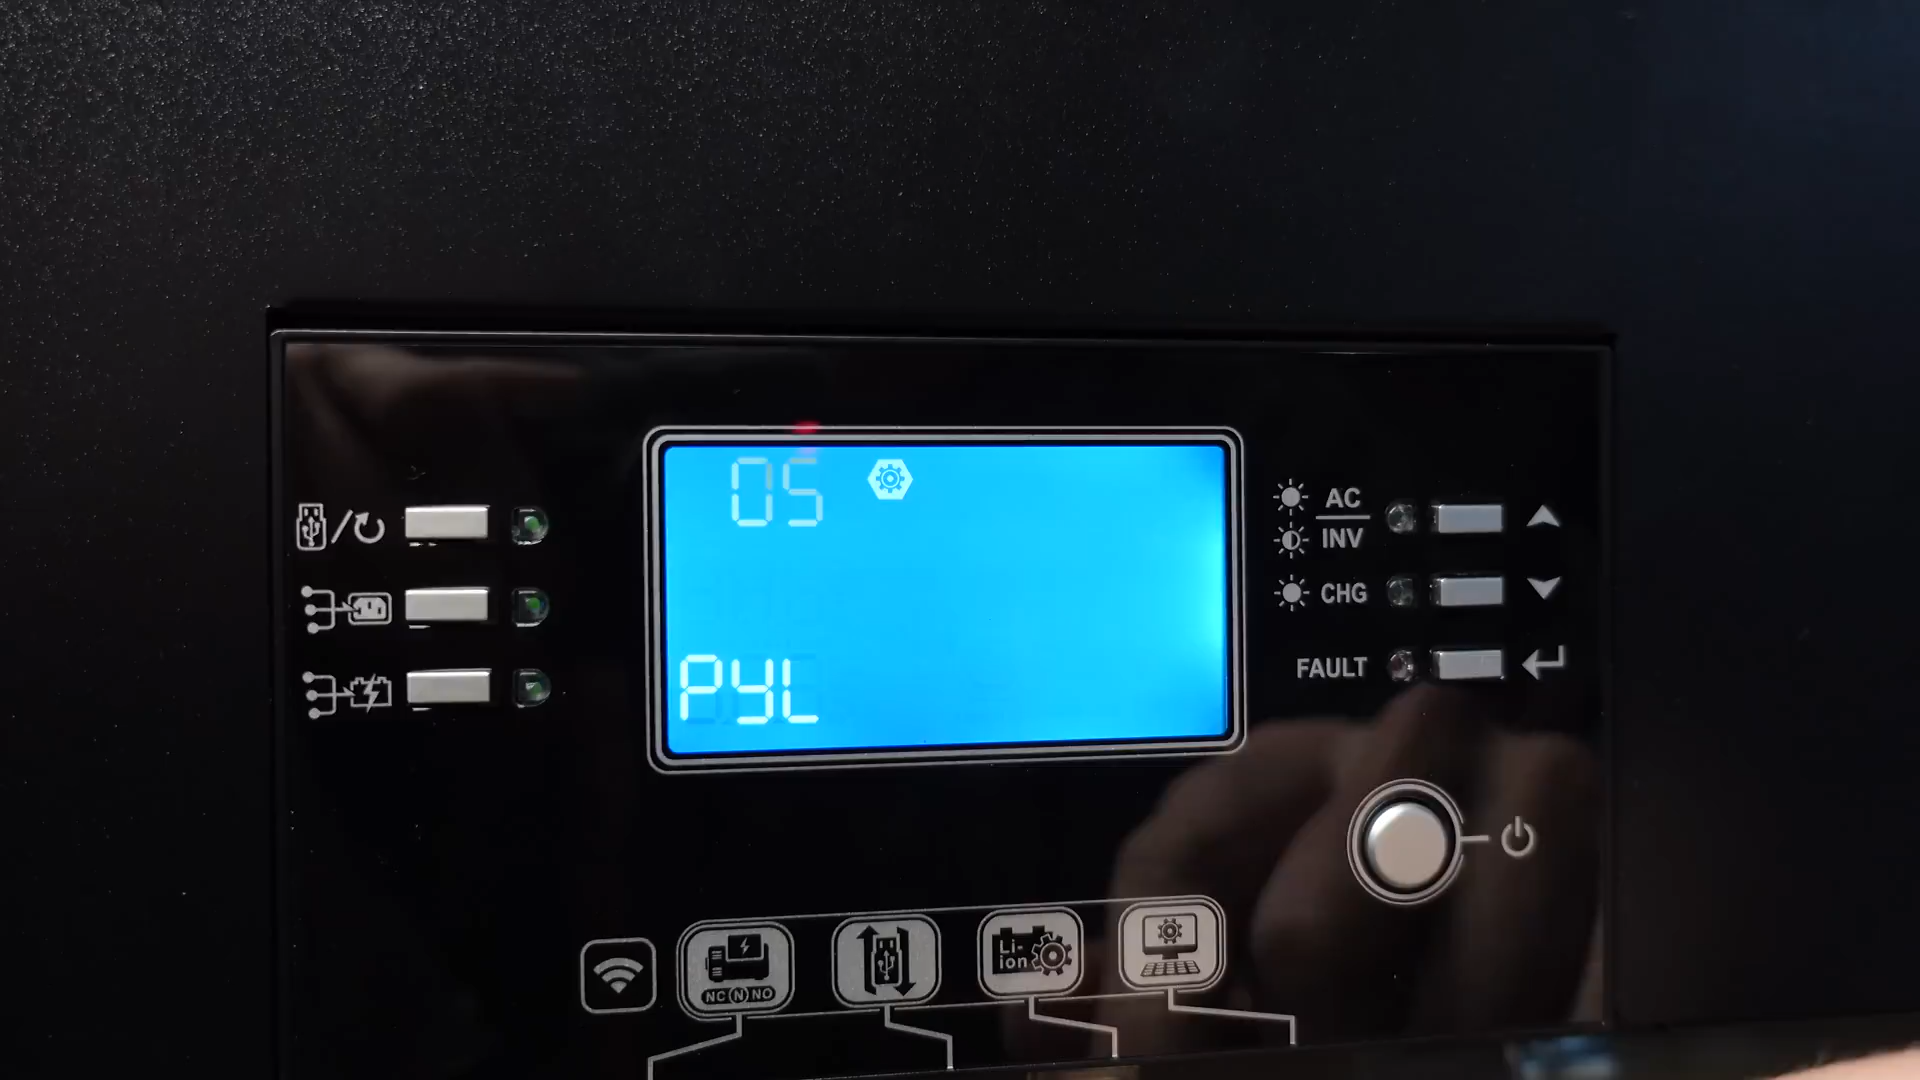 05
AC
INV
CHG
FAULT
PYL
NC N NO
Li-
ion